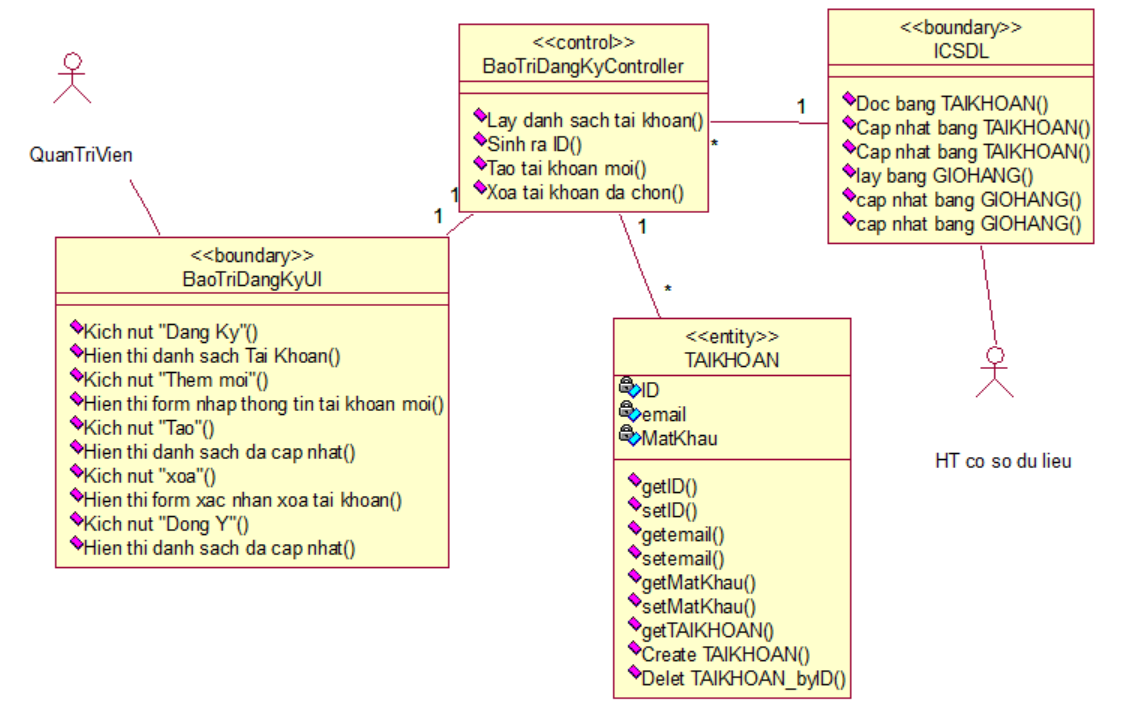 QuanTriVien
<<control>>
BaoTriDangKyController
Lay danh sach tai khoan()
Sinh ra ID()
Tao tai khoan moi()
Xoa tai khoan da chon()
<<boundary>>
ICSDL
Doc bang TAIKHOAN()
Cap nhat bang TAIKHOAN()
Cap nhat bang TAIKHOAN()
lay bang GIOHANG()
cap nhat bang GIOHANG()
cap nhat bang GIOHANG()
1
*
1
1
1
*
<<boundary>>
BaoTriDangKyUI
Kich nut "Dang Ky"()
Hien thi danh sach Tai Khoan()
Kich nut "Them moi"()
Hien thi form nhap thong tin tai khoan moi()
Kich nut "Tao"()
Hien thi danh sach da cap nhat()
Kich nut "xoa"()
Hien thi form xac nhan xoa tai khoan()
Kich nut "Dong Y"()
Hien thi danh sach da cap nhat()
<<entity>>
TAIKHOAN
ID
email
MatKhau
getID()
setID()
getemail()
setemail()
getMatKhau()
setMatKhau()
getTAIKHOAN()
Create TAIKHOAN()
Delet TAIKHOAN_byID()
HT co so du lieu